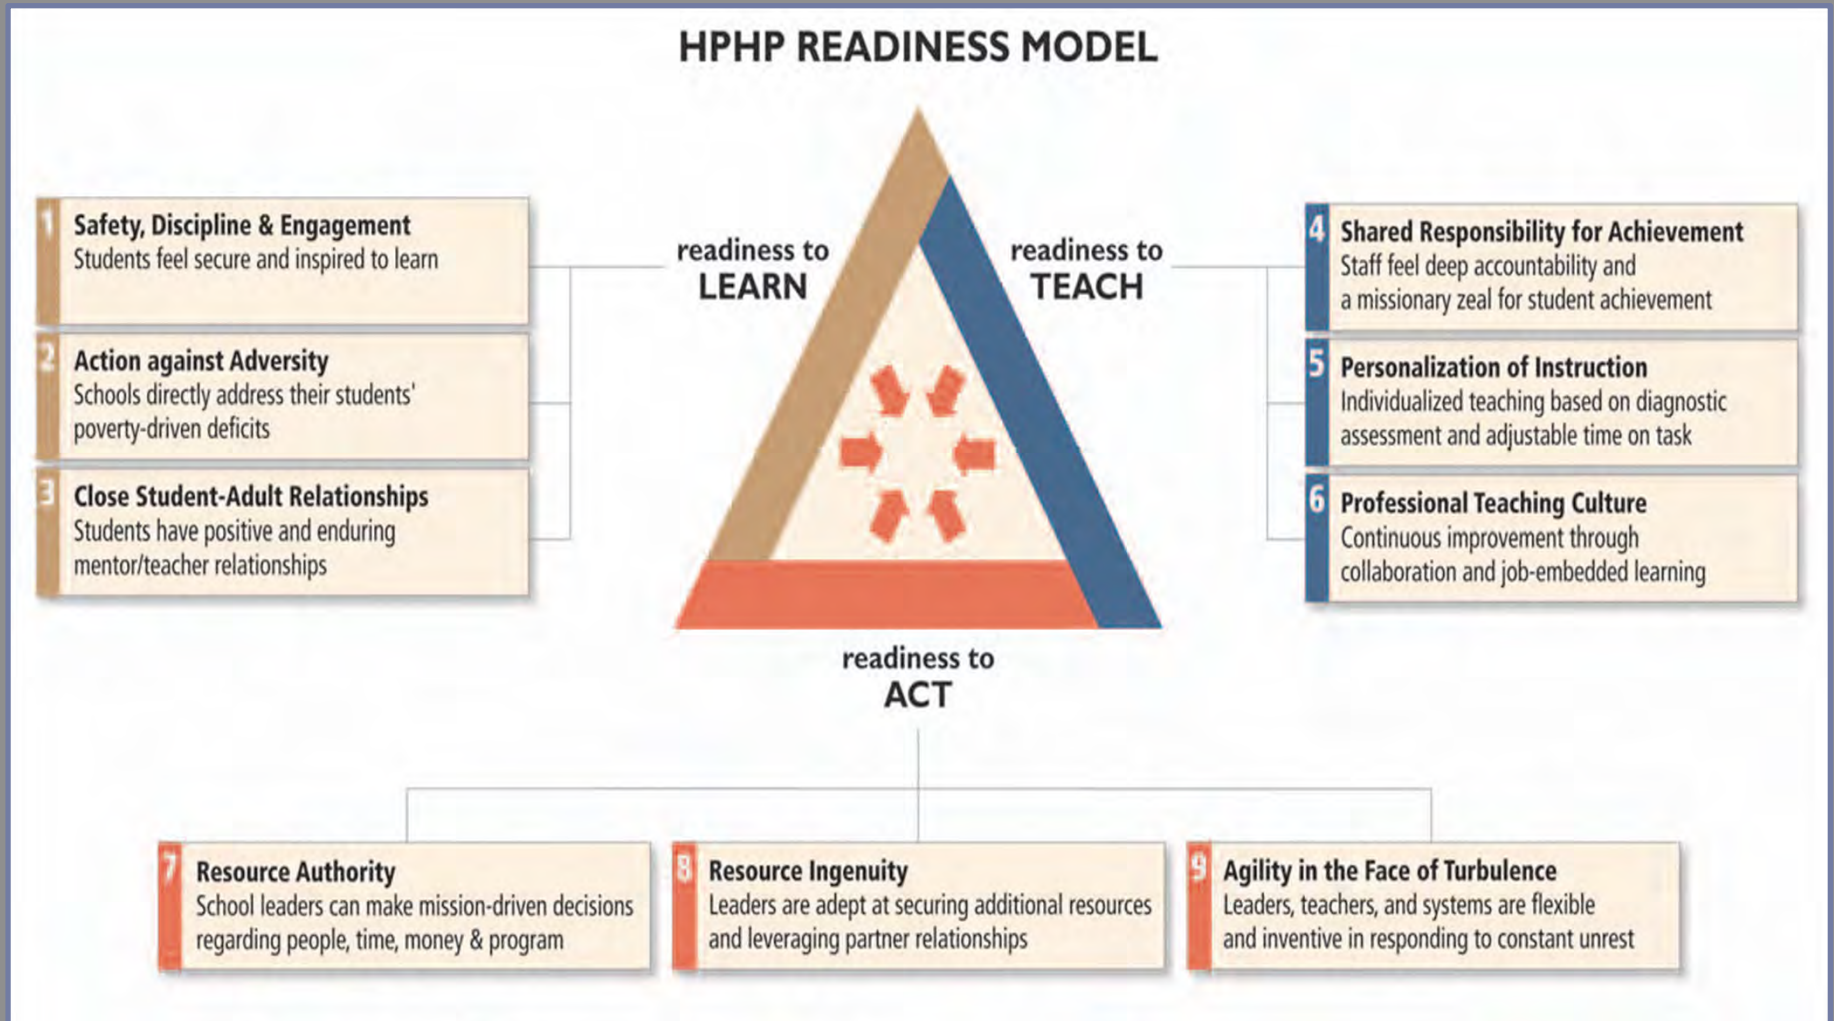 HPHP READINESS MODEL
readiness to
LEARN
1
Safety, Discipline & Engagement
Students feel secure and inspired to learn
2
Action against Adversity
Schools directly address their students'
poverty-driven deficits
3
Close Student-Adult Relationships
Students have positive and enduring
mentor/teacher relationships
readiness to
TEACH
4
Shared Responsibility for Achievement
Staff feel deep accountability and
a missionary zeal for student achievement
5
Personalization of Instruction
Individualized teaching based on diagnostic
assessment and adjustable time on task
6
Professional Teaching Culture
Continuous improvement through
collaboration and job-embedded learning
readiness to
ACT
7
Resource Authority
School leaders can make mission-driven decisions
regarding people, time, money & program
8
Resource Ingenuity
Leaders are adept at securing additional resources
and leveraging partner relationships
9
Agility in the Face of Turbulence
Leaders, teachers, and systems are flexible
and inventive in responding to constant unrest